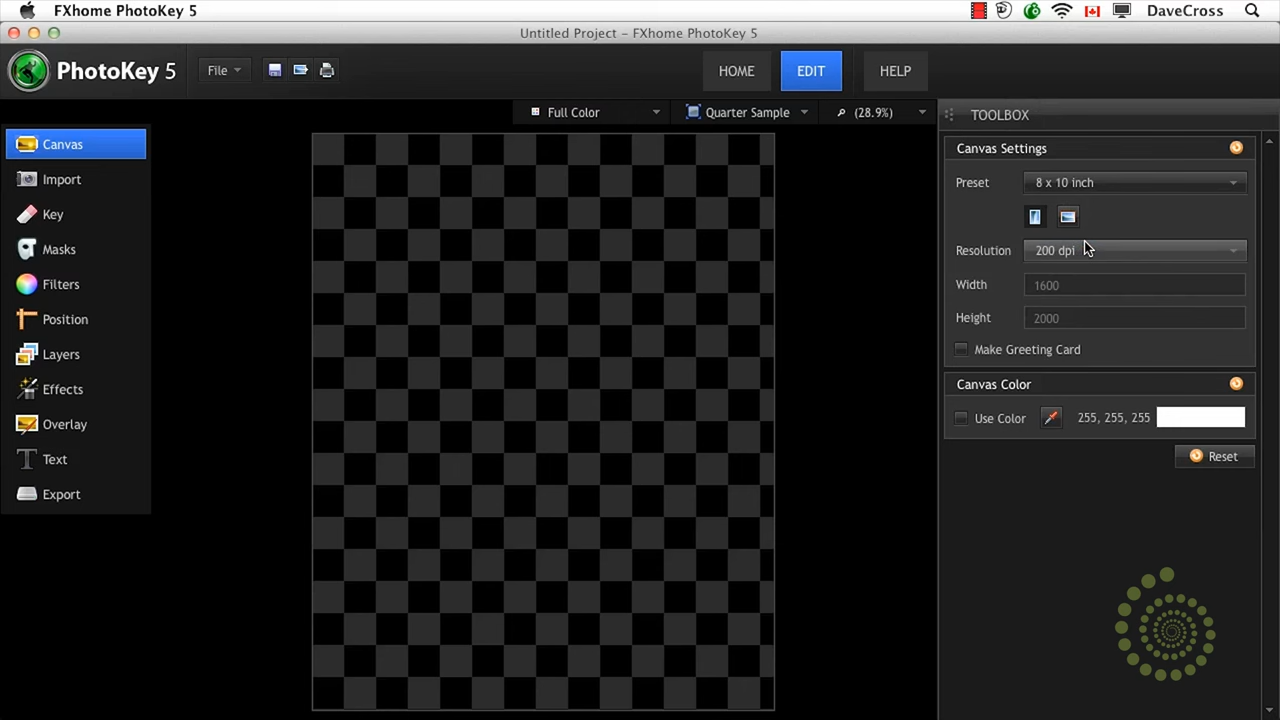 FXhome PhotoKey 5
DaveCross
Untitled Project – FXhome PhotoKey 5
PhotoKey 5
File
HOME
EDIT
HELP
Full Color
Quarter Sample
(28.9%)
TOOLBOX
Canvas
Import
Key
Masks
Filters
Position
Layers
Effects
Overlay
Text
Export
Canvas Settings
Preset
8 x 10 inch
Resolution
200 dpi
Width
1600
Height
2000
Make Greeting Card
Canvas Color
Use Color
255, 255, 255
Reset